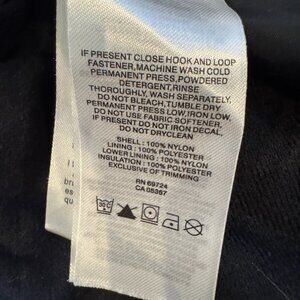 IF PRESENT CLOSE HOOK AND LOOP
FASTENER,MACHINE WASH COLD
PERMANENT PRESS,POWDERED
DETERGENT,RINSE
THOROUGHLY, WASH SEPARATELY.
DO NOT BLEACH,TUMBLE DRY
PERMANENT PRESS LOW,IRON LOW,
DO NOT USE FABRIC SOFTENER,
IF PRESENT DO NOT IRON DECAL,
DO NOT DRYCLEAN
SHELL : 100% NYLON
LINING : 100% POLYESTER
LOWER LINING : 100% NYLON
INSULATION : 100% POLYESTER
EXCLUSIVE OF TRIMMING
RN 69724
CA 05367
30°C